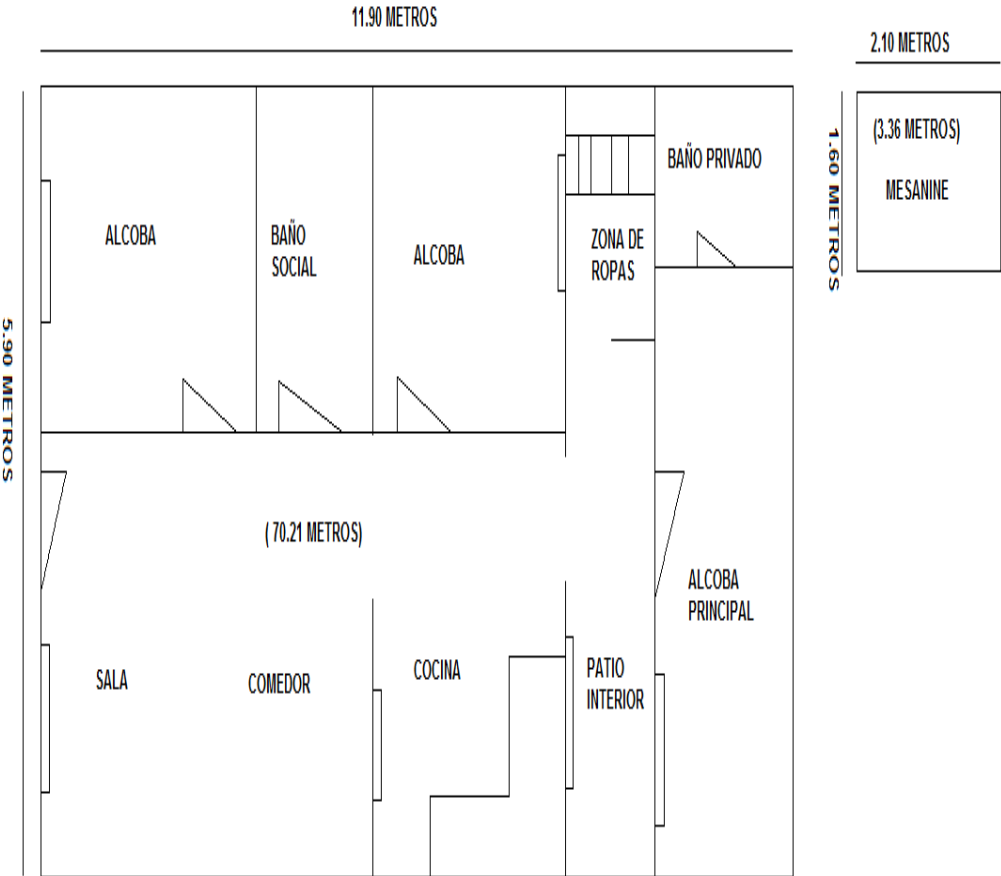 11.90 METROS
2.10 METROS
(3.36 METROS)
MESANINE
1.60 METROS
BAÑO PRIVADO
ALCOBA
BAÑO
SOCIAL
ALCOBA
ZONA DE
ROPAS
5.90 METROS
( 70.21 METROS)
ALCOBA
PRINCIPAL
SALA
COMEDOR
COCINA
PATIO
INTERIOR